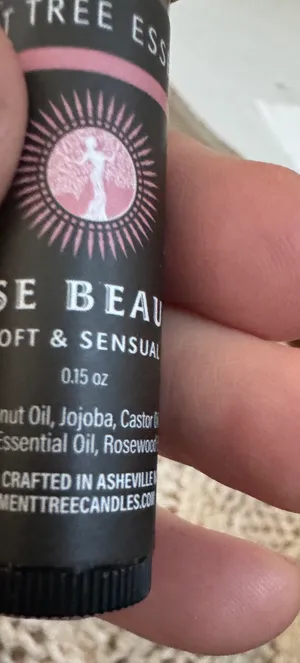 TREE ESS
SE BEAU
OFT & SENSUAL
0.15 oz
nut Oil, Jojoba, Castor
Essential Oil, Rosewood
CRAFTED IN ASHEVILLE
MENTTREECANDLES.COM